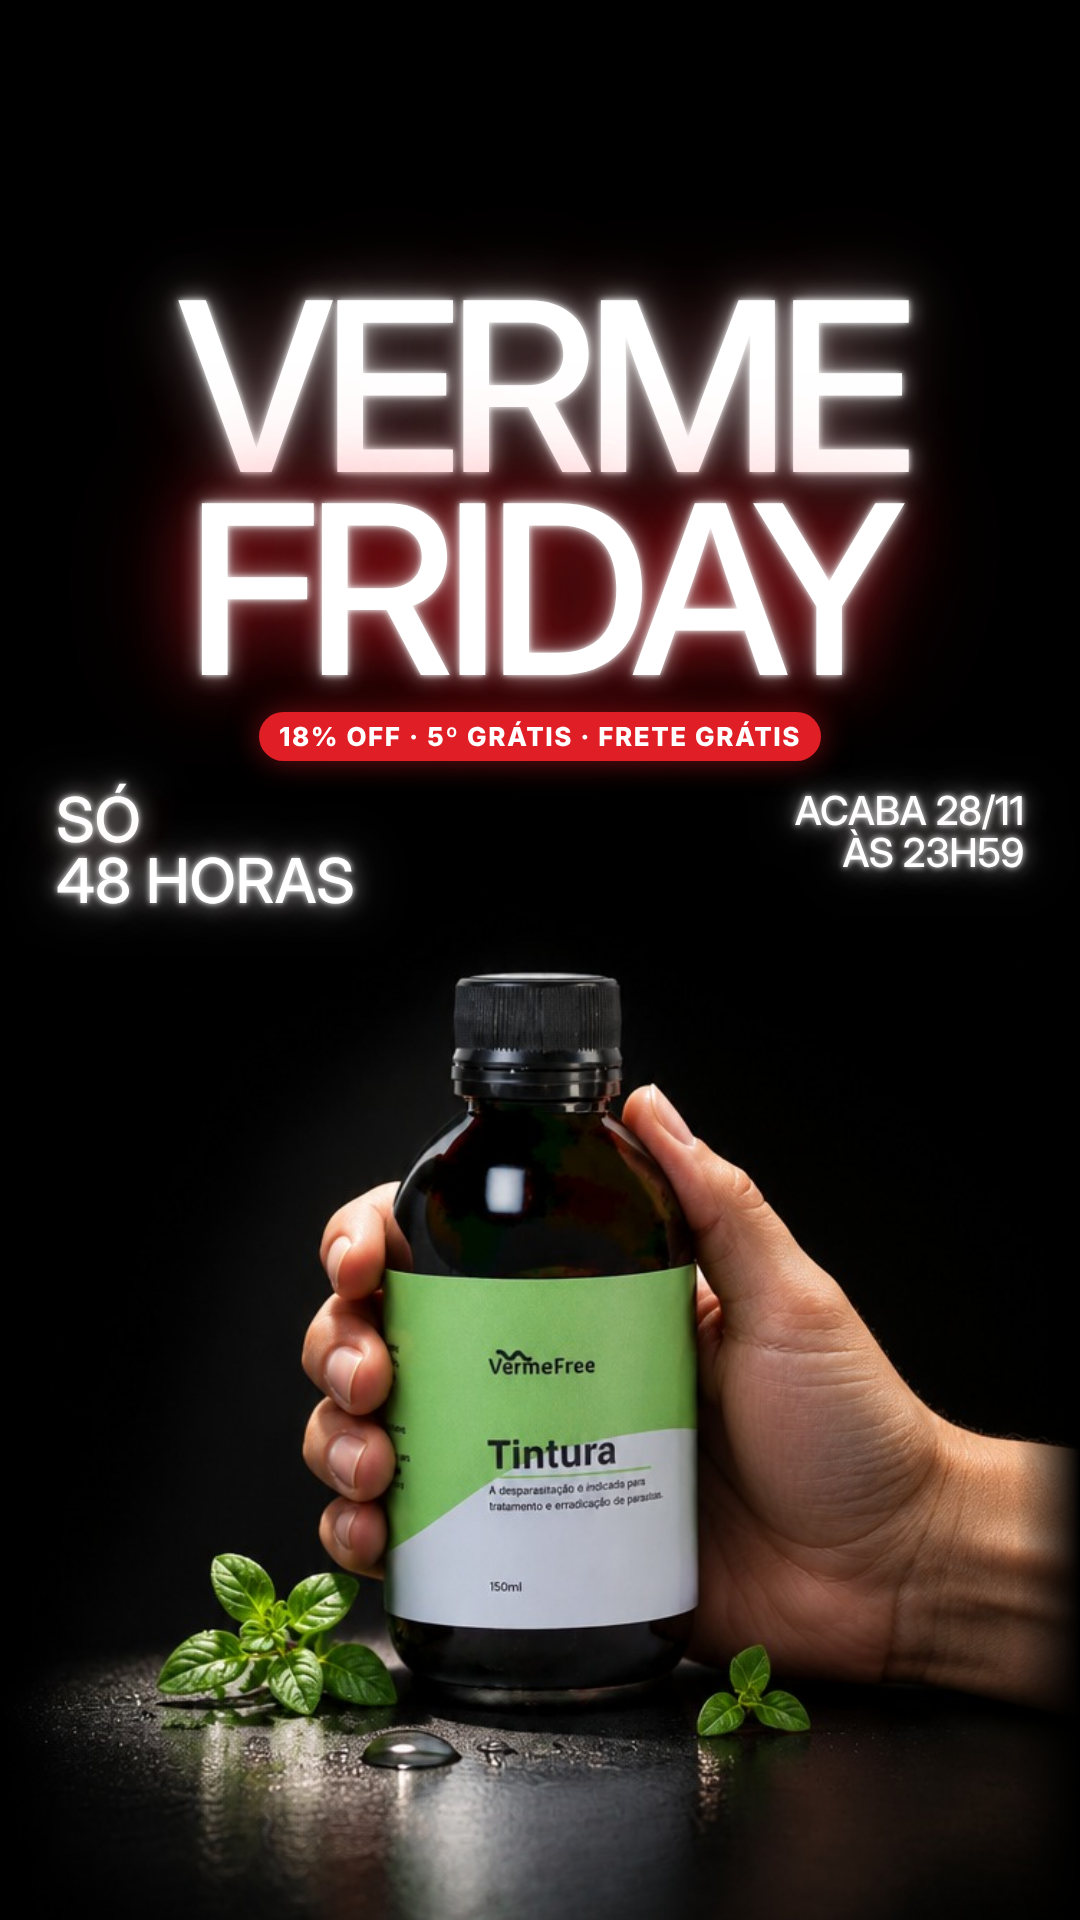 VERME
FRIDAY
18% OFF · 5º GRÁTIS · FRETE GRÁTIS
SÓ
48 HORAS
ACABA 28/11
ÀS 23H59
VermeFree
Tintura
A desparasitação é indicada para
tratamento e erradicação de parasitas.
150ml